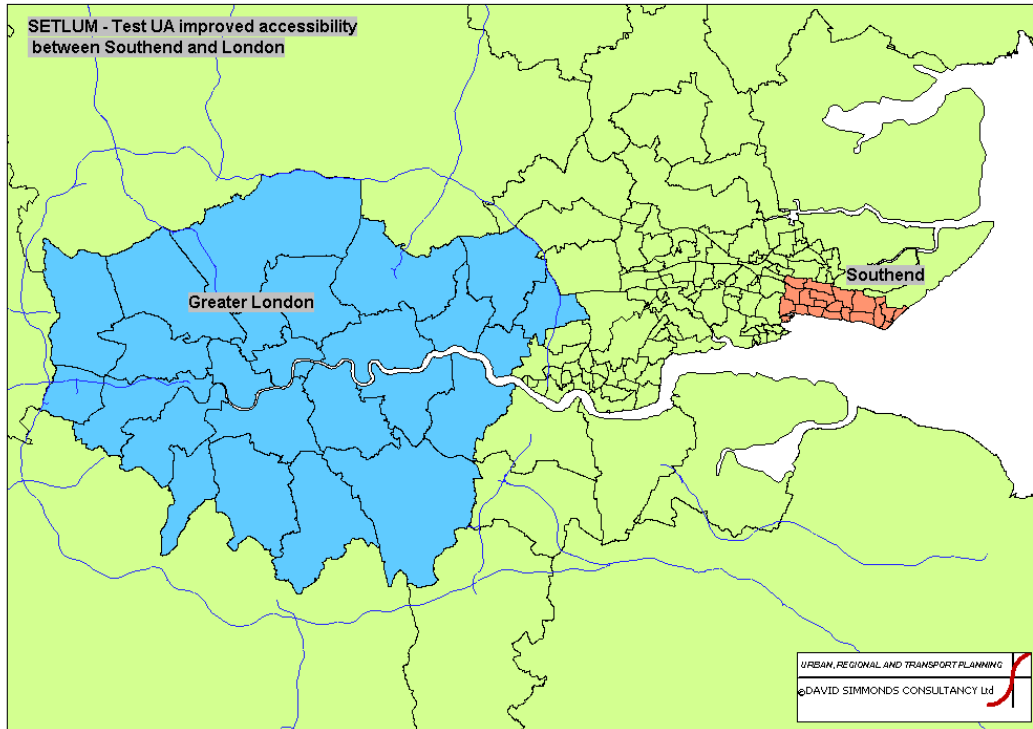 SETLUM - Test UA improved accessibility
between Southend and London
Southend
Greater London
URBAN, REGIONAL AND TRANSPORT PLANNING
©DAVID SIMMONDS CONSULTANCY Ltd